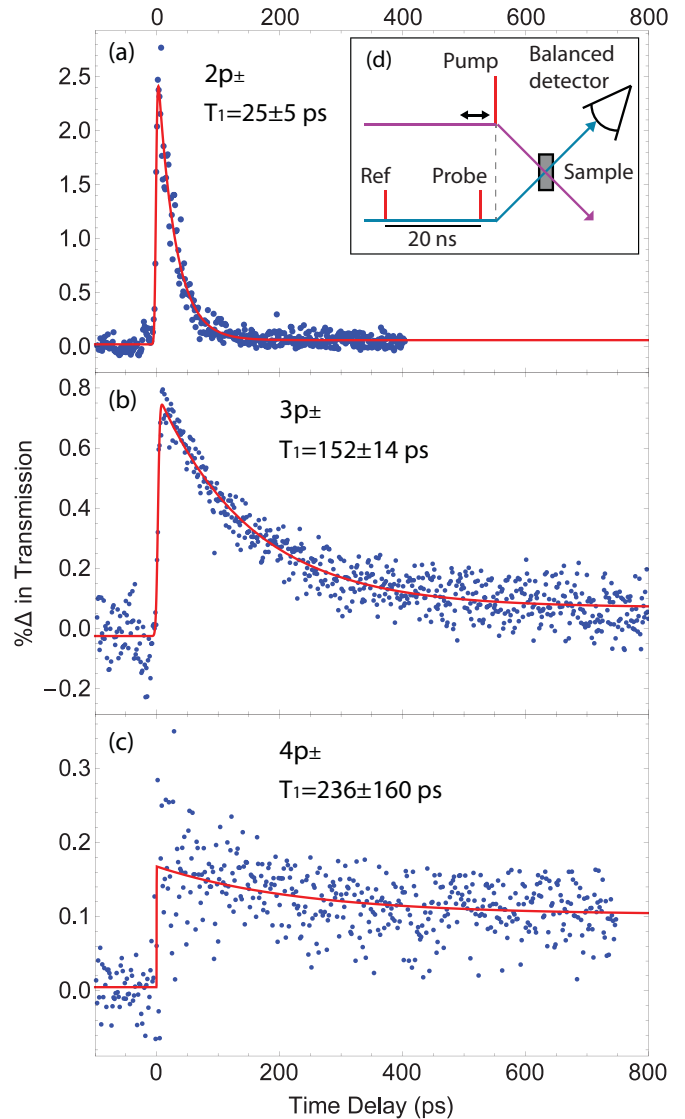 0 200 400 600 800
(a)
2p±
T1=25±5 ps
2.5
2.0
1.5
1.0
0.5
0.0
(d)
Balanced
detector
Pump
Ref
Probe
Sample
20 ns
(b)
3p±
T1=152±14 ps
0.8
0.6
0.4
0.2
0.0
−0.2
%Δ in Transmission
(c)
4p±
T1=236±160 ps
0.3
0.2
0.1
0.0
0 200 400 600 800
Time Delay (ps)